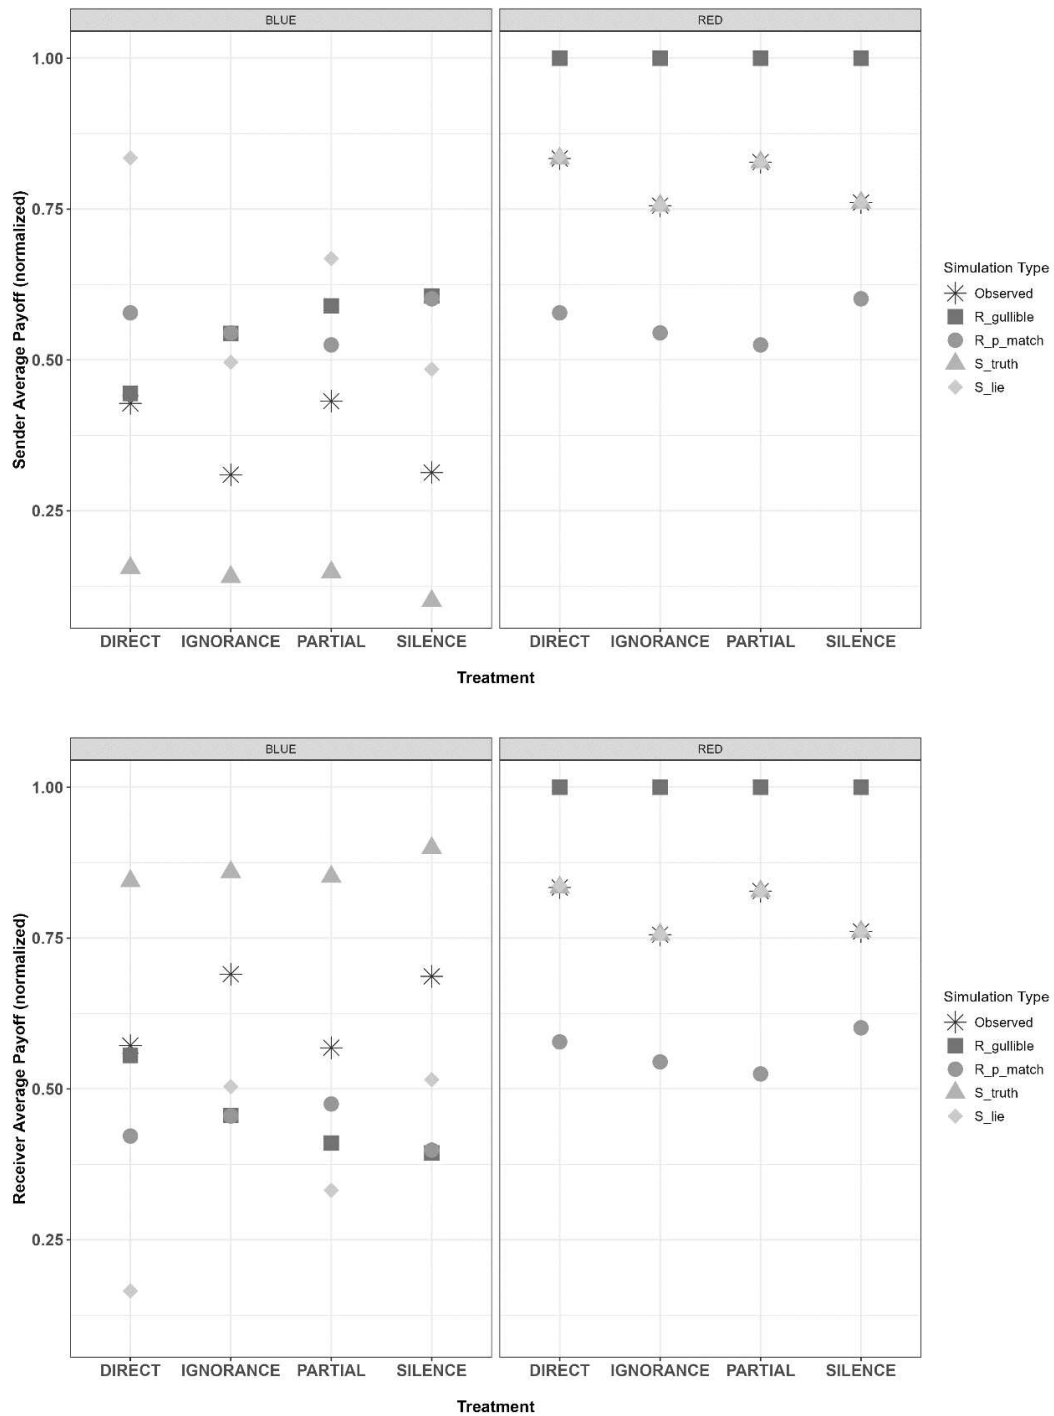 BLUE
RED
Sender Average Payoff (normalized)
1.00
0.75
0.50
0.25
DIRECT IGNORANCE PARTIAL SILENCE
DIRECT IGNORANCE PARTIAL SILENCE
Treatment
Simulation Type
Observed
R_gullible
R_p_match
S_truth
S_lie
BLUE
RED
Receiver Average Payoff (normalized)
1.00
0.75
0.50
0.25
DIRECT IGNORANCE PARTIAL SILENCE
DIRECT IGNORANCE PARTIAL SILENCE
Treatment
Simulation Type
Observed
R_gullible
R_p_match
S_truth
S_lie